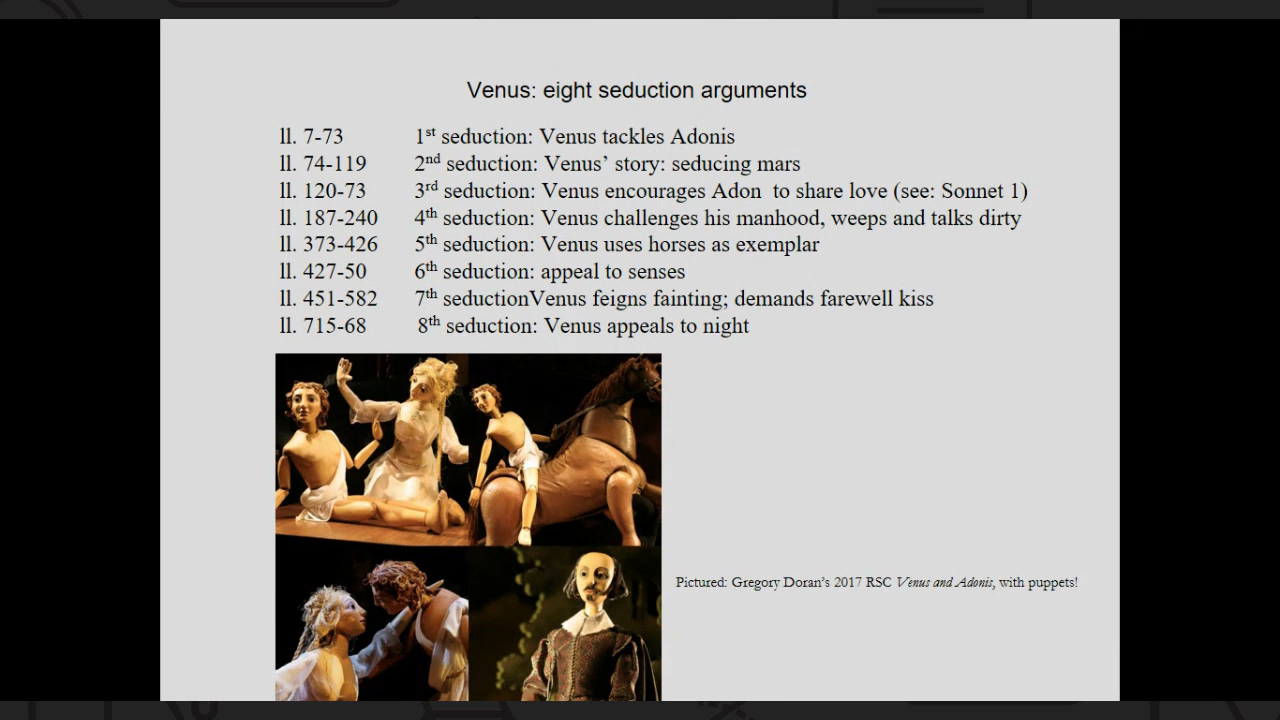 Venus: eight seduction arguments
ll. 7-73 1st seduction: Venus tackles Adonis
ll. 74-119 2nd seduction: Venus’ story: seducing mars
ll. 120-73 3rd seduction: Venus encourages Adon to share love (see: Sonnet 1)
ll. 187-240 4th seduction: Venus challenges his manhood, weeps and talks dirty
ll. 373-426 5th seduction: Venus uses horses as exemplar
ll. 427-50 6th seduction: appeal to senses
ll. 451-582 7th seductionVenus feigns fainting; demands farewell kiss
ll. 715-68 8th seduction: Venus appeals to night
Pictured: Gregory Doran’s 2017 RSC Venus and Adonis, with puppets!